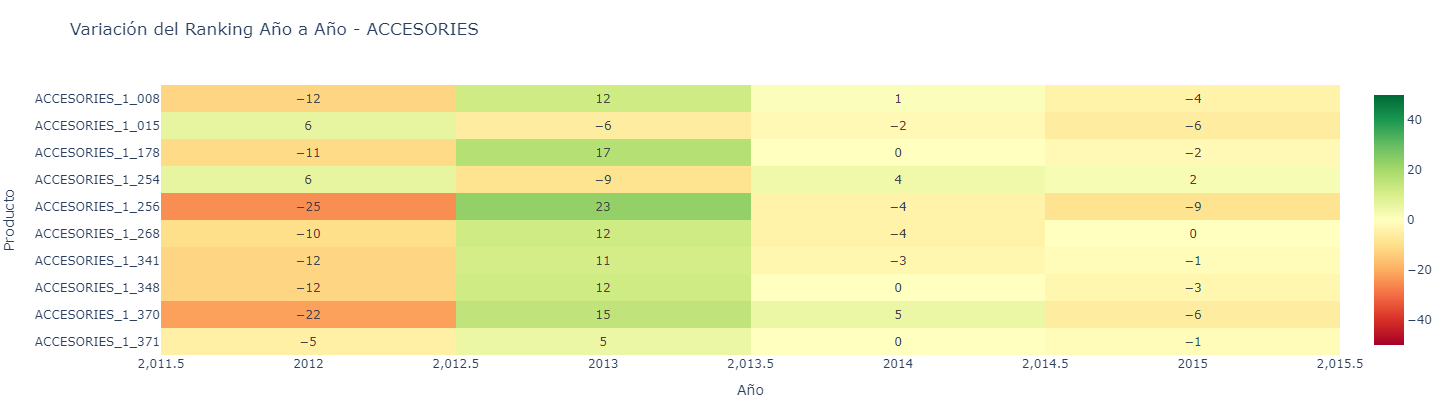 Variación del Ranking Año a Año - ACCESORIES
ACCESORIES_1_008 −12 12 1 −4
ACCESORIES_1_015 6 −6 −2 −6
ACCESORIES_1_178 −11 17 0 −2
ACCESORIES_1_254 6 −9 4 2
ACCESORIES_1_256 −25 23 −4 −9
ACCESORIES_1_268 −10 12 −4 0
ACCESORIES_1_341 −12 11 −3 −1
ACCESORIES_1_348 −12 12 0 −3
ACCESORIES_1_370 −22 15 5 −6
ACCESORIES_1_371 −5 5 0 −1
2,011.5 2012 2,012.5 2013 2,013.5 2014 2,014.5 2015 2,015.5
Año
Producto
40
20
0
−20
−40